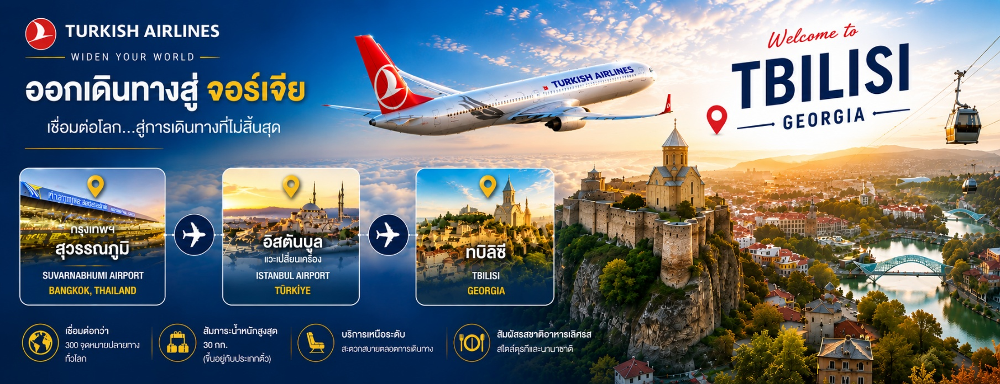 TURKISH AIRLINES
WIDEN YOUR WORLD
ออกเดินทางสู่ จอร์เจีย
เชื่อมต่อโลก...สู่การเดินทางที่ไม่สิ้นสุด
TURKISH AIRLINES
Welcome to
TBILISI
GEORGIA
กรุงเทพฯ
สุวรรณภูมิ
SUVARNABHUMI AIRPORT
BANGKOK, THAILAND
อิสตันบูล
แวะเปลี่ยนเครื่อง
ISTANBUL AIRPORT
TÜRKİYE
ทบิลิซี
TBILISI
GEORGIA
เชื่อมต่อกว่า
300 จุดหมายปลายทาง
ทั่วโลก
สัมภาระน้ำหนักสูงสุด
30 กก.
(ขึ้นอยู่กับประเภทตั๋ว)
บริการเหนือระดับ
สะดวกสบายตลอดการเดินทาง
สัมผัสรสชาติอาหารเลิศรส
สไตล์ตุรกีและนานาชาติ